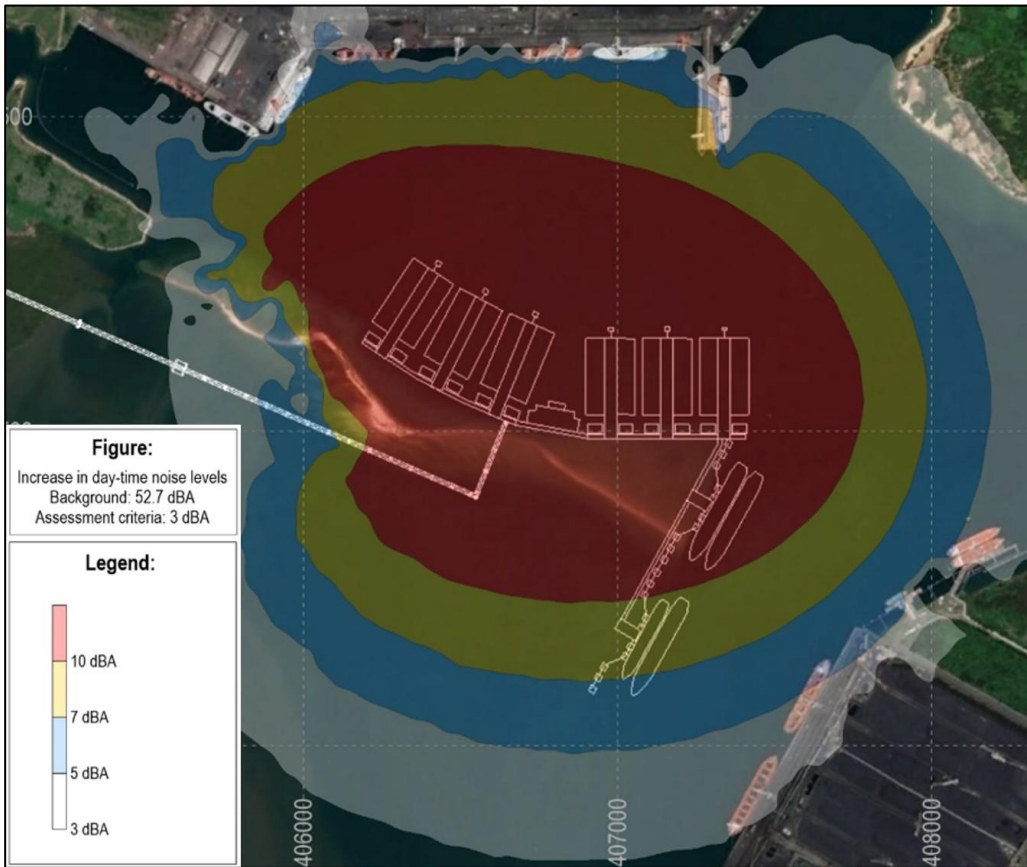 Figure:
Increase in day-time noise levels
Background: 52.7 dBA
Assessment criteria: 3 dBA
Legend:
10 dBA
7 dBA
5 dBA
3 dBA
406000
407000
408000